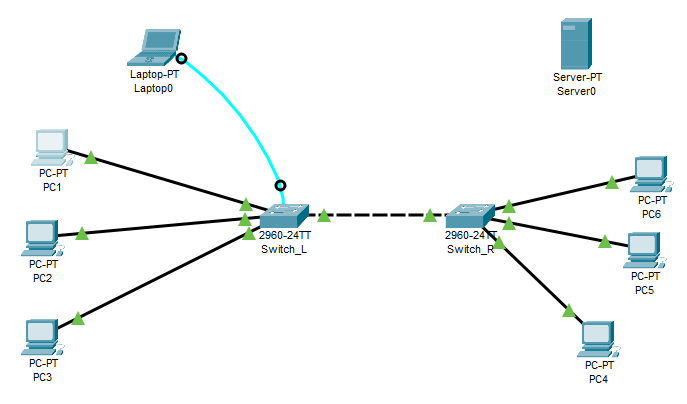 Laptop-PT
Laptop0
Server-PT
Server0
PC-PT
PC1
PC-PT
PC6
2960-24TT
Switch_L
2960-24TT
Switch_R
PC-PT
PC2
PC-PT
PC5
PC-PT
PC3
PC-PT
PC4